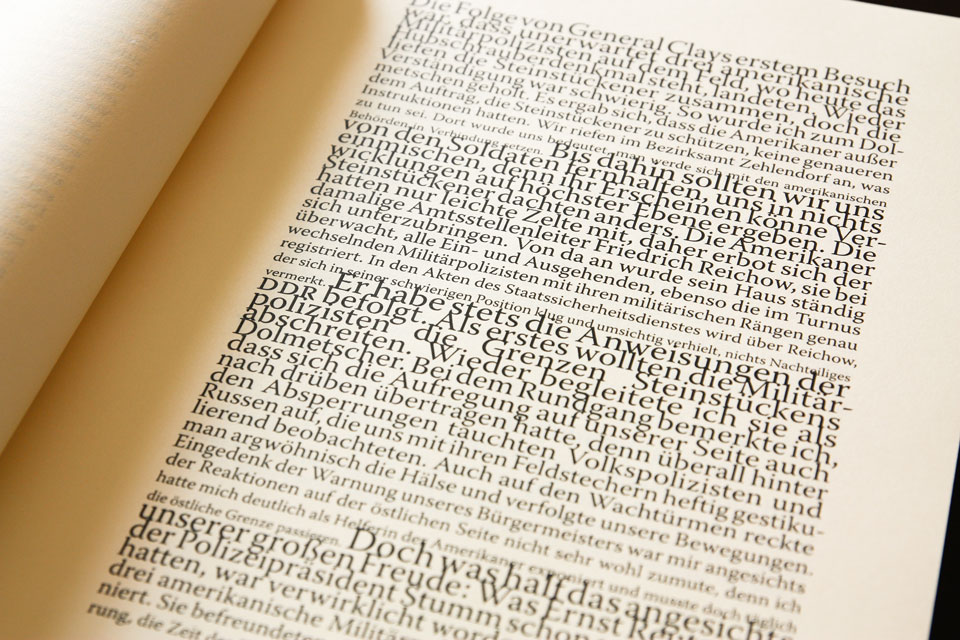 Die Folge von General Clays erstem Besuch
war, dass unerwartet drei amerikanische
Militärpolizisten auf dem Feld, wo heute das
Hubschrauberdenkmal steht, landeten. Wieder
liefen die Steinstückener zusammen, doch die
Verständigung war schwierig. So wurde ich zum Dol-
metschen geholt. Es ergab sich, dass die Amerikaner außer
dem Auftrag, die Steinstückener zu schützen, keine genaueren
Instruktionen hatten. Wir riefen im Bezirksamt Zehlendorf an, was
zu tun sei. Dort wurde uns bedeutet, man werde sich mit den amerikanischen
Behörden in Verbindung setzen. Bis dahin sollten wir uns
von den Soldaten fernhalten, uns in nichts
einmischen, denn ihr Erscheinen könne Ver-
wicklungen auf höchster Ebene ergeben. Die
Steinstückener dachten anders. Die Amerikaner
hatten nur leichte Zelte mit, daher erbot sich der
damalige Amtsstellenleiter Friedrich Reichow, sie bei
sich unterzubringen. Von da an wurde sein Haus ständig
überwacht, alle Ein- und Ausgehenden, ebenso die im Turnus
wechselnden Militärpolizisten mit ihren militärischen Rängen genau
registriert. In den Akten des Staatssicherheitsdienstes wird über Reichow,
der sich in seiner schwierigen Position klug und umsichtig verhielt, nichts Nachteiliges
vermerkt. Er habe stets die Anweisungen der
DDR befolgt. Als erstes wollten die Militär-
polizisten die „Grenzen“ Steinstückens
abschreiten. Wieder begleitete ich sie als
Dolmetscher. Bei dem Rundgang bemerkte ich,
dass sich die Aufregung auf unserer Seite auch
nach drüben übertragen hatte, denn überall hinter
den Absperrungen tauchten Volkspolizisten und
Russen auf, die uns mit ihren Feldstechern heftig gestiku-
lierend beobachteten. Auch auf den Wachtürmen reckte
man argwöhnisch die Hälse und verfolgte unsere Bewegungen.
Eingedenk der Warnung unseres Bürgermeisters war mir angesichts
der Reaktionen auf der östlichen Seite nicht sehr wohl zumute, denn ich
hatte mich deutlich als Helferin der Amerikaner exponiert und musste doch täglich
die östliche Grenze passieren. Doch was half das angesichts
unserer großen Freude: Was Ernst
der Polizeipräsident Stumm schon
hatten, war verwirklicht
drei amerikanische
niert. Sie befreundeten
rung, die Zeit